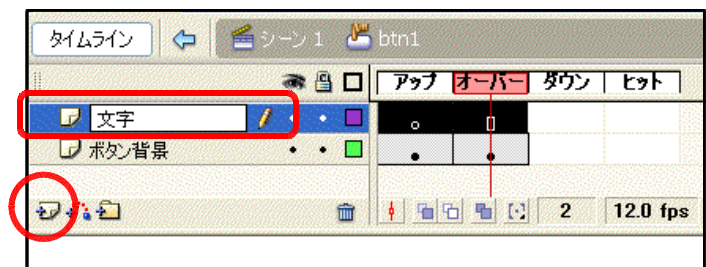 タイムライン シーン 1 btn1
アップ オーバー ダウン ヒット
文字
ボタン背景
2 12.0 fps